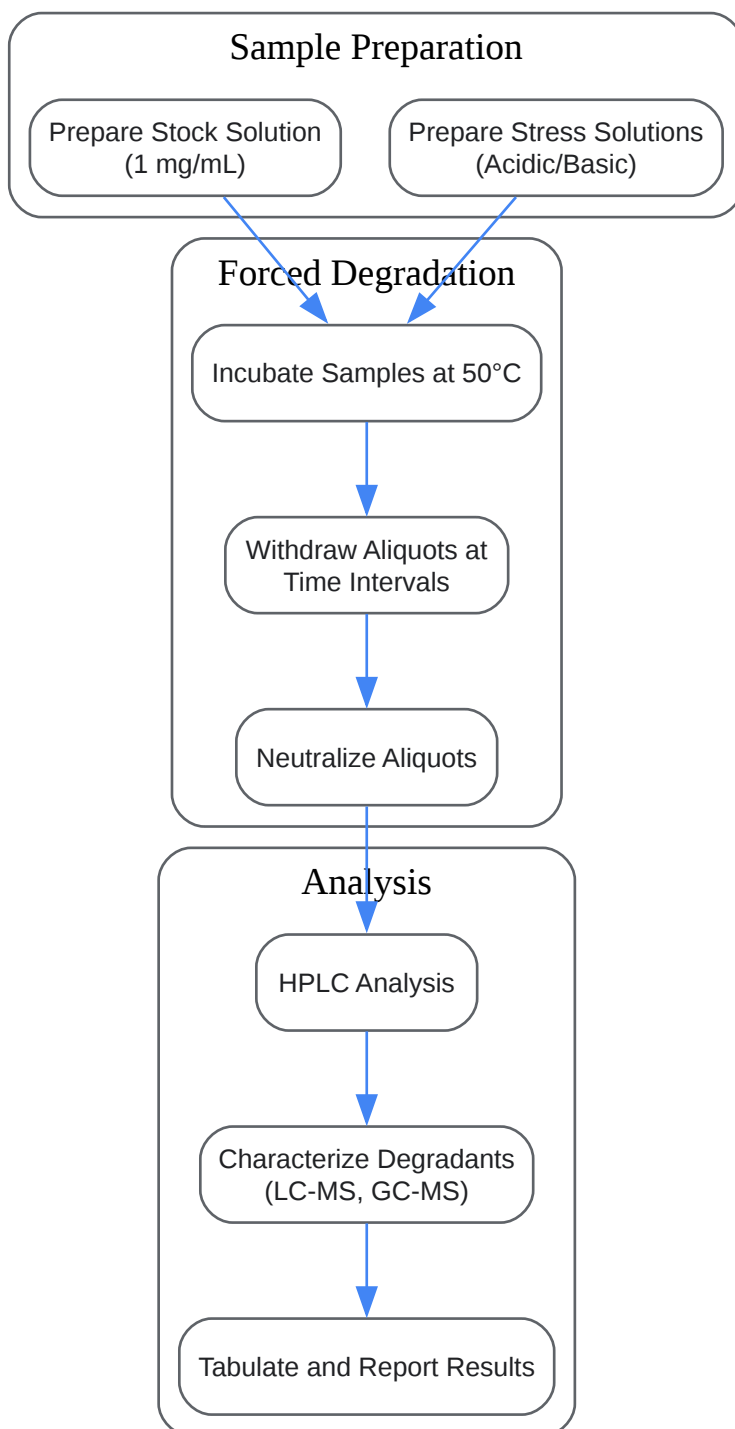 Sample Preparation
Prepare Stock Solution
(1 mg/mL)
Prepare Stress Solutions
(Acidic/Basic)
Forced Degradation
Incubate Samples at 50°C
Withdraw Aliquots at
Time Intervals
Neutralize Aliquots
Analysis
HPLC Analysis
Characterize Degradants
(LC-MS, GC-MS)
Tabulate and Report Results